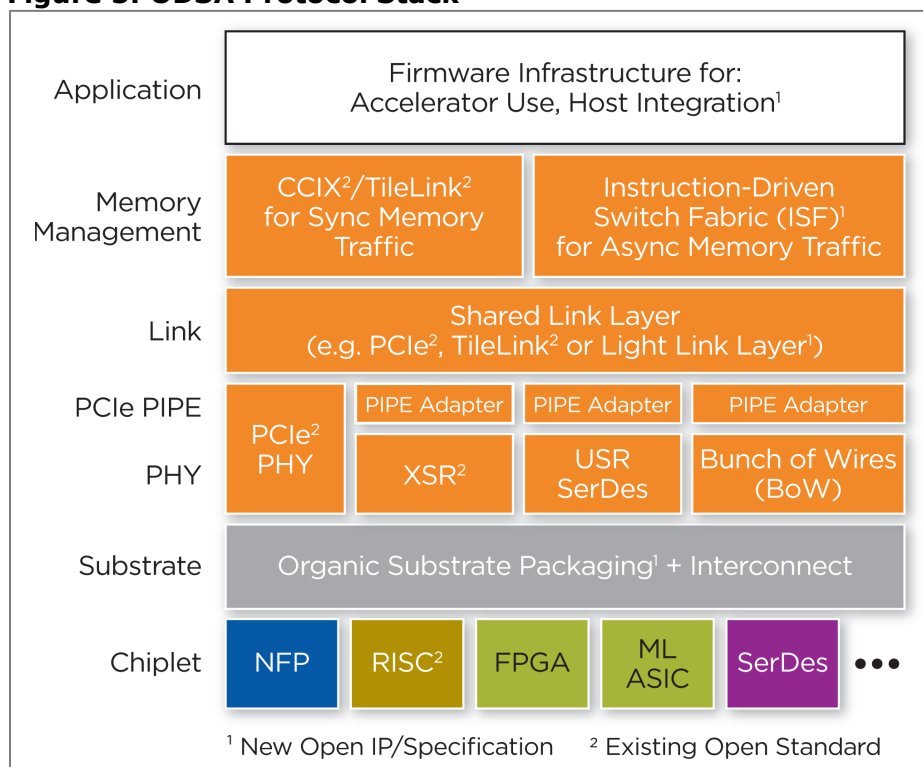 Application
Firmware Infrastructure for:
Accelerator Use, Host Integration¹
Memory
Management
CCIX²/TileLink²
for Sync Memory
Traffic
Instruction-Driven
Switch Fabric (ISF)¹
for Async Memory Traffic
Link
Shared Link Layer
(e.g. PCIe², TileLink² or Light Link Layer¹)
PCIe PIPE
PIPE Adapter
PIPE Adapter
PIPE Adapter
PHY
PCIe²
PHY
XSR²
USR
SerDes
Bunch of Wires
(BoW)
Substrate
Organic Substrate Packaging¹ + Interconnect
Chiplet
NFP
RISC²
FPGA
ML
ASIC
SerDes
•••
¹ New Open IP/Specification
² Existing Open Standard